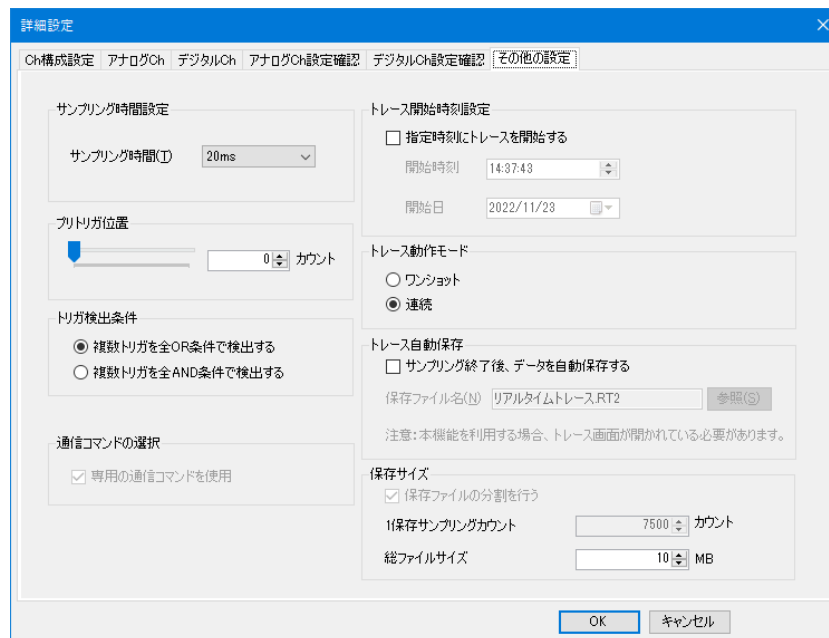 詳細設定
Ch構成設定 アナログCh デジタルCh アナログCh設定確認 デジタルCh設定確認 その他の設定
サンプリング時間設定
サンプリング時間(T) 20ms
プリトリガ位置
0 カウント
トリガ検出条件
複数トリガを全OR条件で検出する
複数トリガを全AND条件で検出する
通信コマンドの選択
専用の通信コマンドを使用
トレース開始時刻設定
指定時刻にトレースを開始する
開始時刻 14:37:43
開始日 2022/11/23
トレース動作モード
ワンショット
連続
トレース自動保存
サンプリング終了後、データを自動保存する
保存ファイル名(N) リアルタイムトレース.RT2 参照(S)
注意:本機能を利用する場合、トレース画面が開かれている必要があります。
保存サイズ
保存ファイルの分割を行う
1保存サンプリングカウント 7500 カウント
総ファイルサイズ 10 MB
OK キャンセル